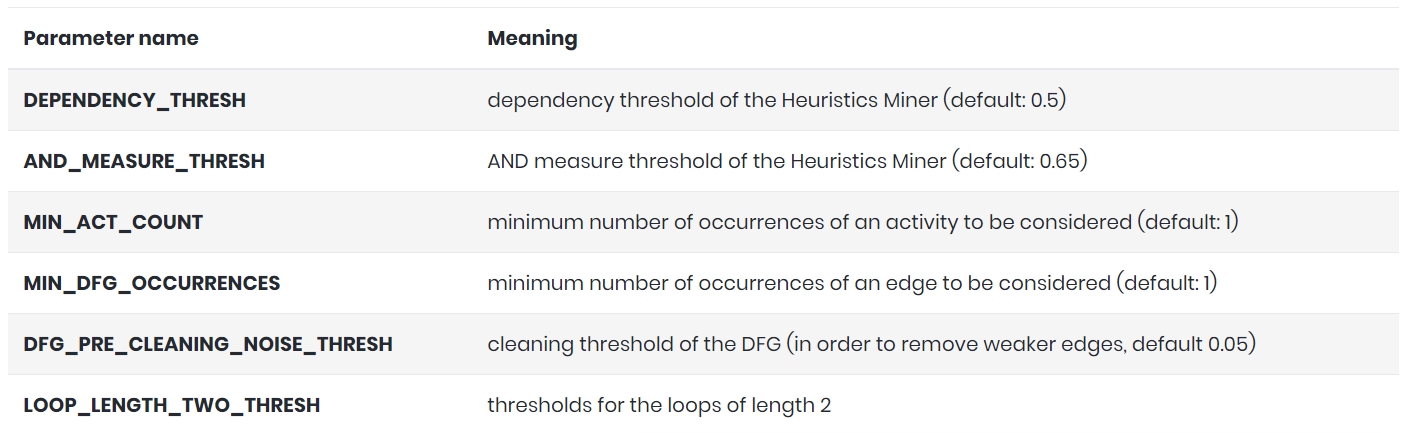 Parameter name Meaning
DEPENDENCY_THRESH dependency threshold of the Heuristics Miner (default: 0.5)
AND_MEASURE_THRESH AND measure threshold of the Heuristics Miner (default: 0.65)
MIN_ACT_COUNT minimum number of occurrences of an activity to be considered (default: 1)
MIN_DFG_OCCURRENCES minimum number of occurrences of an edge to be considered (default: 1)
DFG_PRE_CLEANING_NOISE_THRESH cleaning threshold of the DFG (in order to remove weaker edges, default 0.05)
LOOP_LENGTH_TWO_THRESH thresholds for the loops of length 2